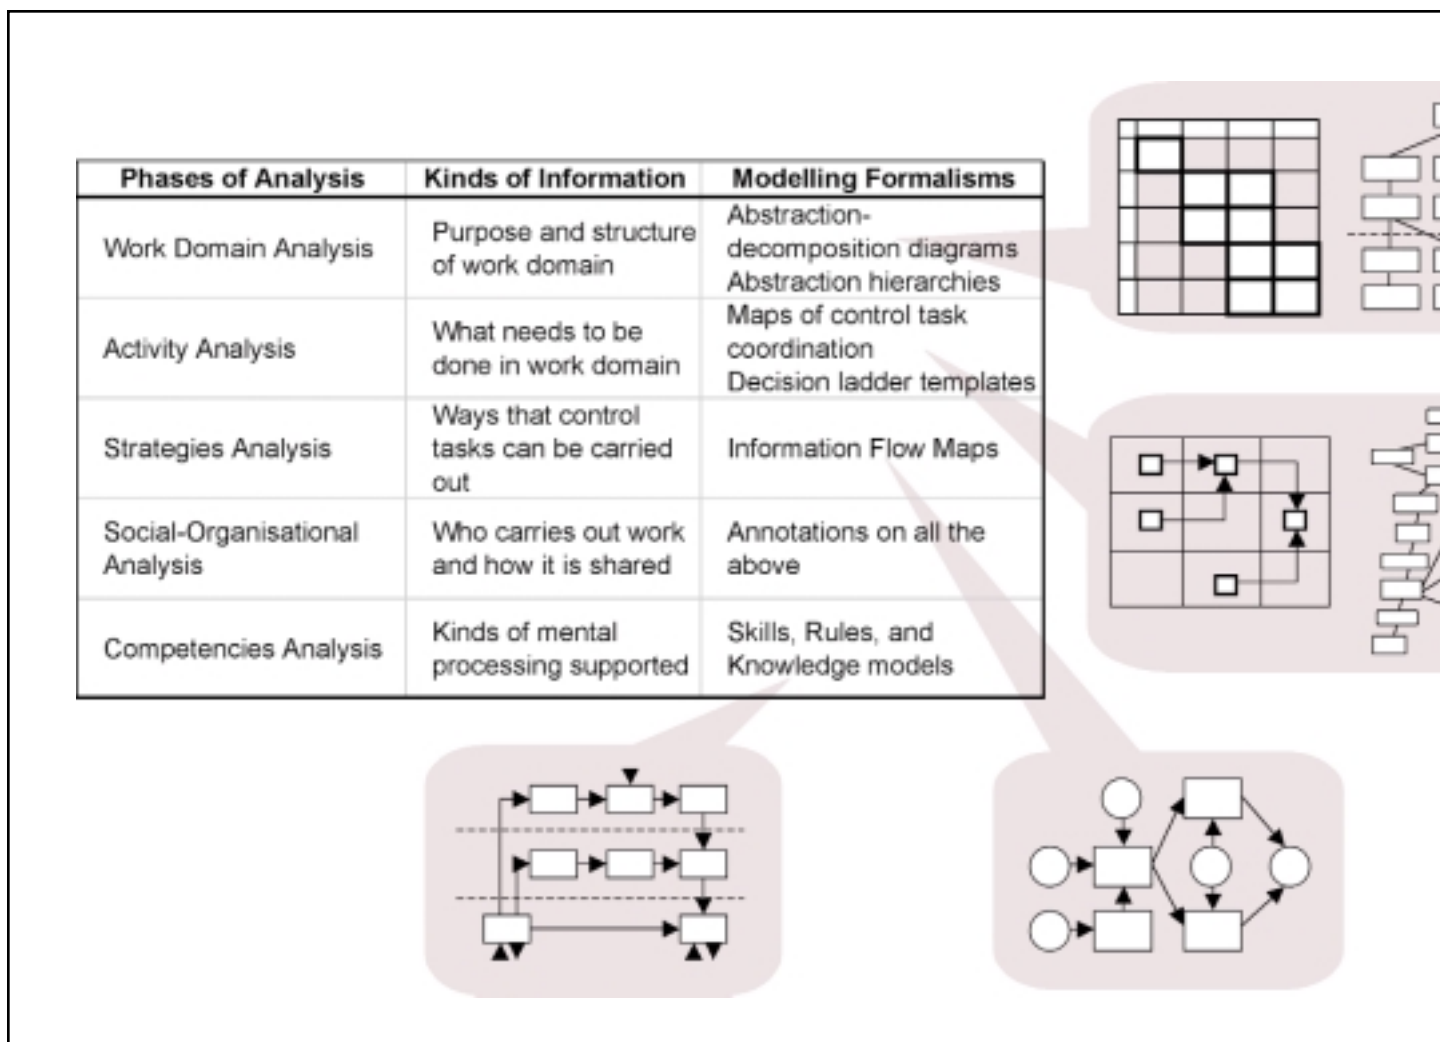 Phases of Analysis Kinds of Information Modelling Formalisms
Work Domain Analysis
Purpose and structure
of work domain
Abstraction-
decomposition diagrams
Abstraction hierarchies
Activity Analysis
What needs to be
done in work domain
Maps of control task
coordination
Decision ladder templates
Strategies Analysis
Ways that control
tasks can be carried
out
Information Flow Maps
Social-Organisational
Analysis
Who carries out work
and how it is shared
Annotations on all the
above
Competencies Analysis
Kinds of mental
processing supported
Skills, Rules, and
Knowledge models